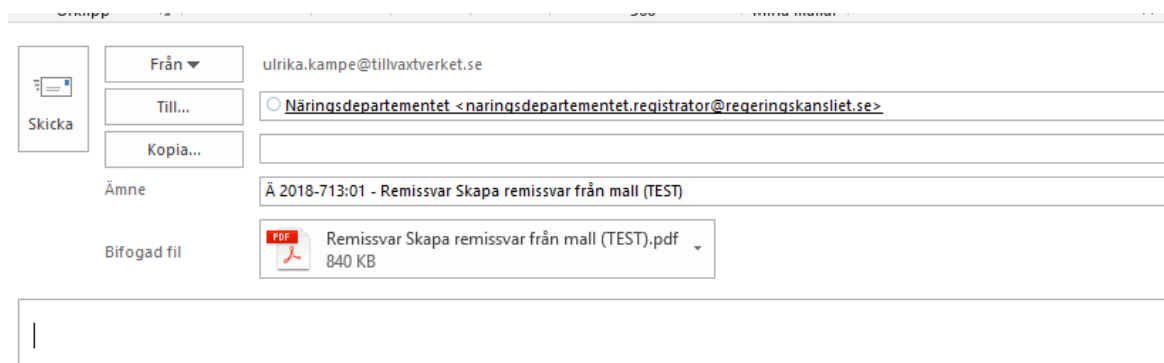 Från
ulrika.kampe@tillvaxtverket.se
Till...
Näringsdepartementet <naringsdepartementet.registrator@regeringskansliet.se>
Skicka
Kopia...
Ämne
Ä 2018-713:01 - Remissvar Skapa remissvar från mall (TEST)
Bifogad fil
PDF
Remissvar Skapa remissvar från mall (TEST).pdf
840 KB